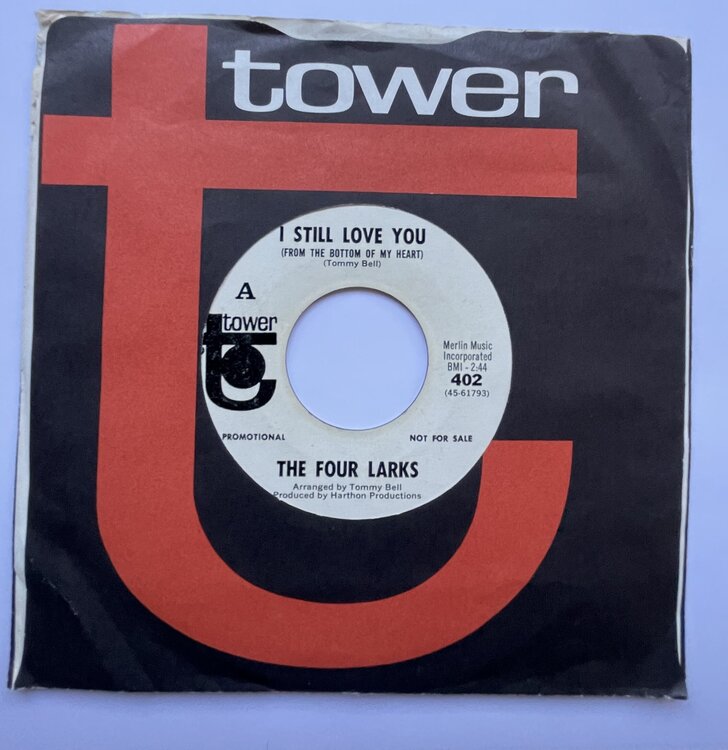 tower
I STILL LOVE YOU
(FROM THE BOTTOM OF MY HEART)
(Tommy Bell)
A
tower
Merlin Music
Incorporated
BMI - 2:44
402
(45-61793)
PROMOTIONAL
NOT FOR SALE
THE FOUR LARKS
Arranged by Tommy Bell
Produced by Harthon Productions